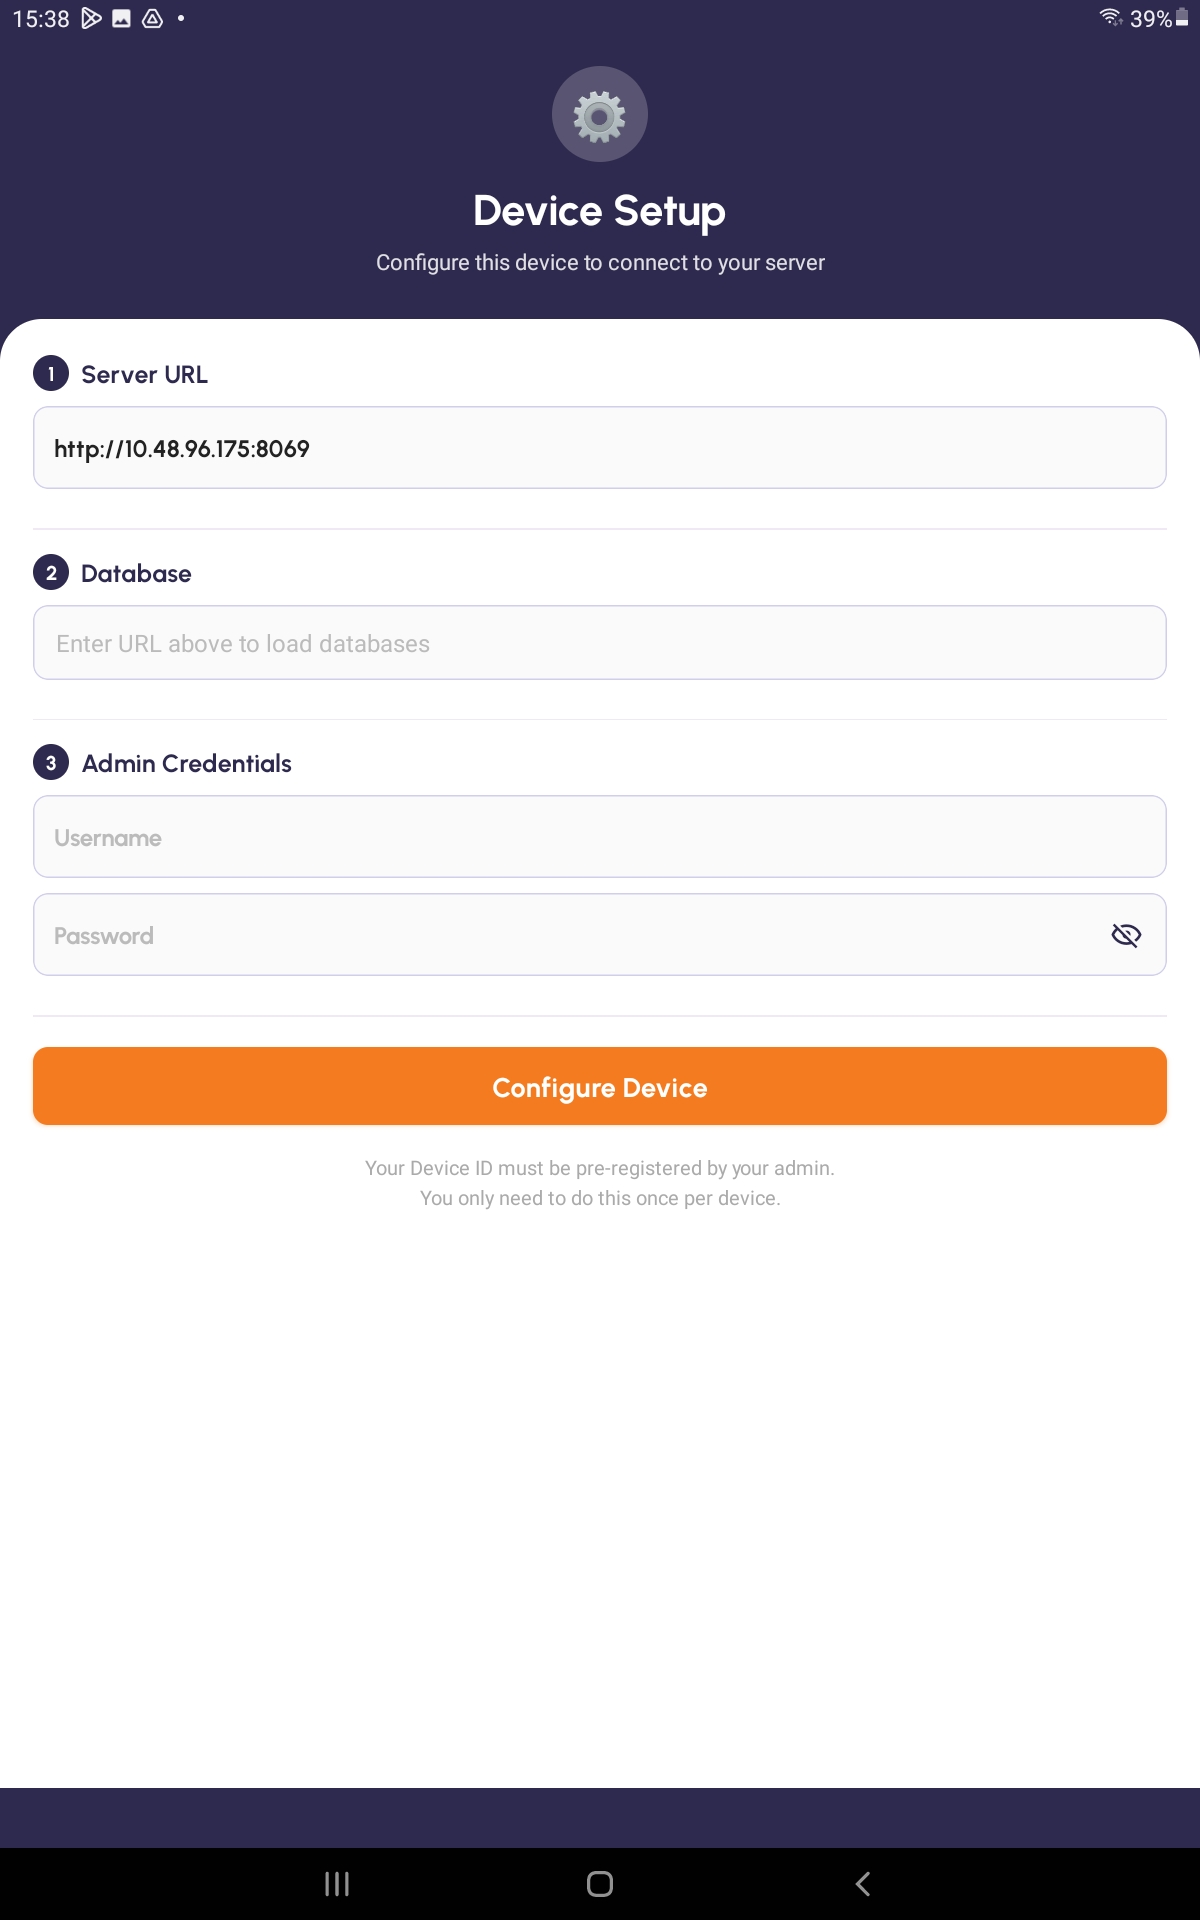 15:38
39%
Device Setup
Configure this device to connect to your server
1 Server URL
http://10.48.96.175:8069
2 Database
Enter URL above to load databases
3 Admin Credentials
Username
Password
Configure Device
Your Device ID must be pre-registered by your admin.
You only need to do this once per device.